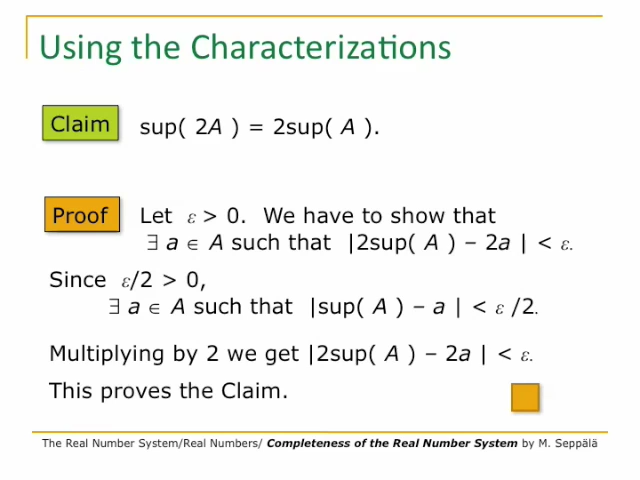 Using the Characterizations
Claim sup( 2A ) = 2sup( A ).
Proof Let ε > 0. We have to show that
∃ a ∈ A such that |2sup( A ) – 2a | < ε.
Since ε/2 > 0,
∃ a ∈ A such that |sup( A ) – a | < ε /2.
Multiplying by 2 we get |2sup( A ) – 2a | < ε.
This proves the Claim.
The Real Number System/Real Numbers/ Completeness of the Real Number System by M. Seppälä